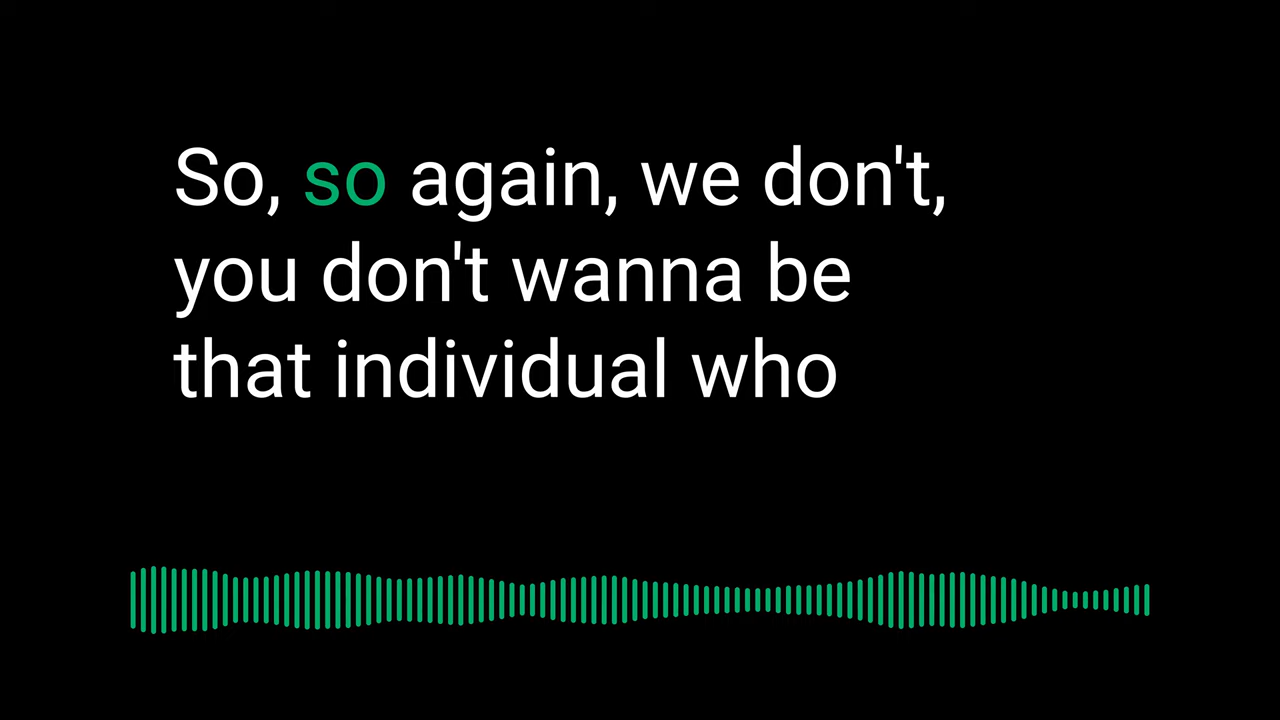 So, so again, we don't,
you don't wanna be
that individual who